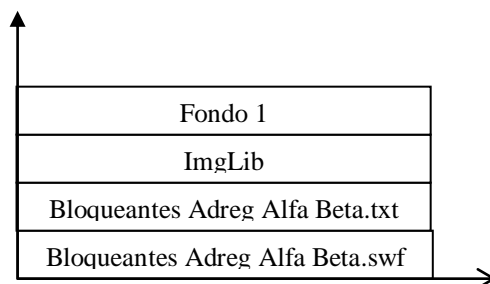 Fondo 1
ImgLib
Bloqueantes Adreg Alfa Beta.txt
Bloqueantes Adreg Alfa Beta.swf